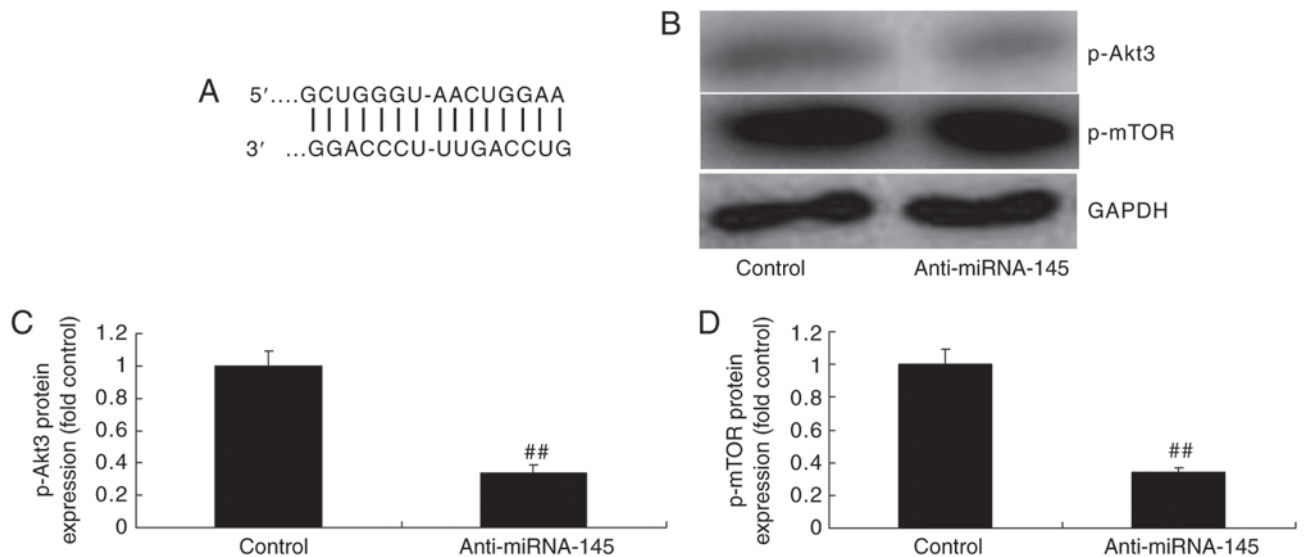 A
5′....GCUGGGU-AACUGGAA
3′ ...GGACCCU-UUGACCUG
B
p-Akt3
p-mTOR
GAPDH
Control Anti-miRNA-145
C
p-Akt3 protein
expression (fold control)
1.2
1
0.8
0.6
0.4
0.2
0
##
Control Anti-miRNA-145
D
p-mTOR protein
expression (fold control)
1.2
1
0.8
0.6
0.4
0.2
0
##
Control Anti-miRNA-145